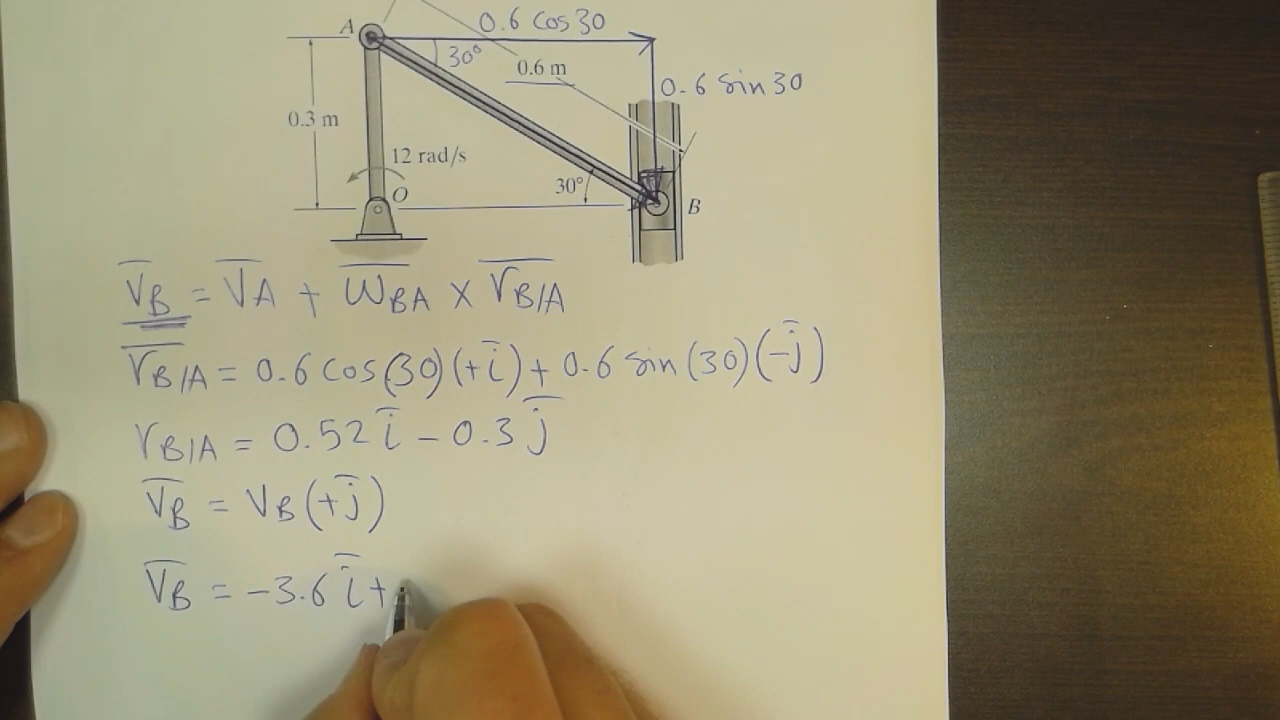 0.6 cos 30
A
30°
0.6 m
0.6 sin 30
0.3 m
12 rad/s
30°
O
B
V̅B = V̅A + W̅BA × r̅B/A
r̅B/A = 0.6 cos(30)(+i̅) + 0.6 sin(30)(-j̅)
rB/A = 0.52 i̅ - 0.3 j̅
V̅B = VB(+j̅)
V̅B = -3.6 i̅ +